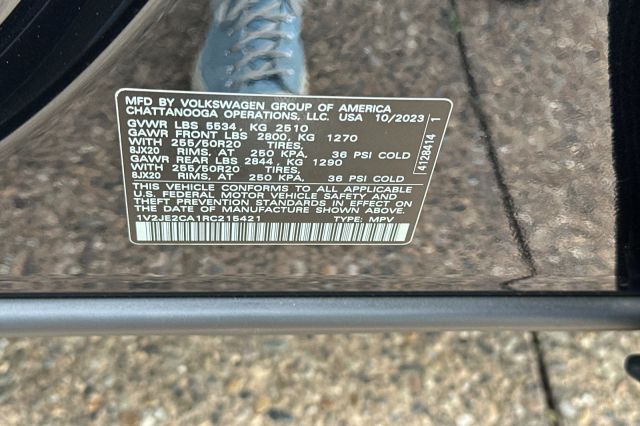 MFD BY VOLKSWAGEN GROUP OF AMERICA
CHATTANOOGA OPERATIONS, LLC. USA 10/2023
GVWR LBS 5534, KG 2510
GAWR FRONT LBS 2800, KG 1270
WITH 255/50R20 TIRES,
8JX20 RIMS, AT 250 KPA. 36 PSI COLD
GAWR REAR LBS 2844, KG 1290
WITH 255/50R20 TIRES,
8JX20 RIMS, AT 250 KPA. 36 PSI COLD
THIS VEHICLE CONFORMS TO ALL APPLICABLE
U.S. FEDERAL MOTOR VEHICLE SAFETY AND
THEFT PREVENTION STANDARDS IN EFFECT ON
THE DATE OF MANUFACTURE SHOWN ABOVE.
1V2JE2CA1RC215421 TYPE: MPV
4128414 1